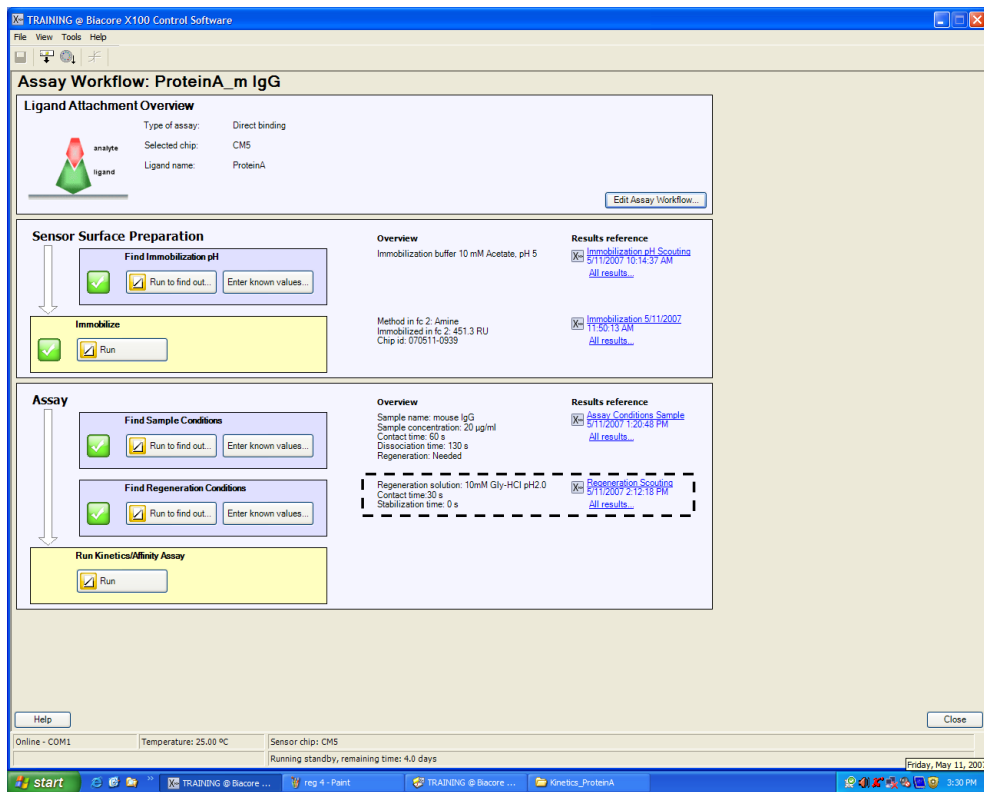 TRAINING @ Biacore X100 Control Software
File View Tools Help
Assay Workflow: ProteinA_m IgG
Ligand Attachment Overview
Type of assay: Direct binding
analyte
Selected chip: CM5
ligand
Ligand name: ProteinA
Edit Assay Workflow...
Sensor Surface Preparation
Overview
Results reference
Find Immobilization pH
Immobilization buffer 10 mM Acetate, pH 5
Immobilization pH Scouting
5/11/2007 10:14:37 AM
All results...
Run to find out...
Enter known values...
Immobilize
Method in fc 2: Amine
Immobilized in fc 2: 451.3 RU
Chip id: 070511-0939
Immobilization 5/11/2007
11:50:13 AM
All results...
Run
Assay
Overview
Results reference
Find Sample Conditions
Sample name: mouse IgG
Sample concentration: 20 µg/ml
Contact time: 60 s
Dissociation time: 130 s
Regeneration: Needed
Assay Conditions Sample
5/11/2007 1:20:48 PM
All results...
Run to find out...
Enter known values...
Find Regeneration Conditions
Regeneration solution: 10mM Gly-HCl pH2.0
Contact time:30 s
Stabilization time: 0 s
Regeneration Scouting
5/11/2007 2:12:18 PM
All results...
Run to find out...
Enter known values...
Run Kinetics/Affinity Assay
Run
Help
Close
Online - COM1
Temperature: 25.00 ºC
Sensor chip: CM5
Running standby, remaining time: 4.0 days
Friday, May 11, 2007
start
TRAINING @ Biacore ...
reg 4 - Paint
TRAINING @ Biacore ...
Kinetics_ProteinA
3:30 PM